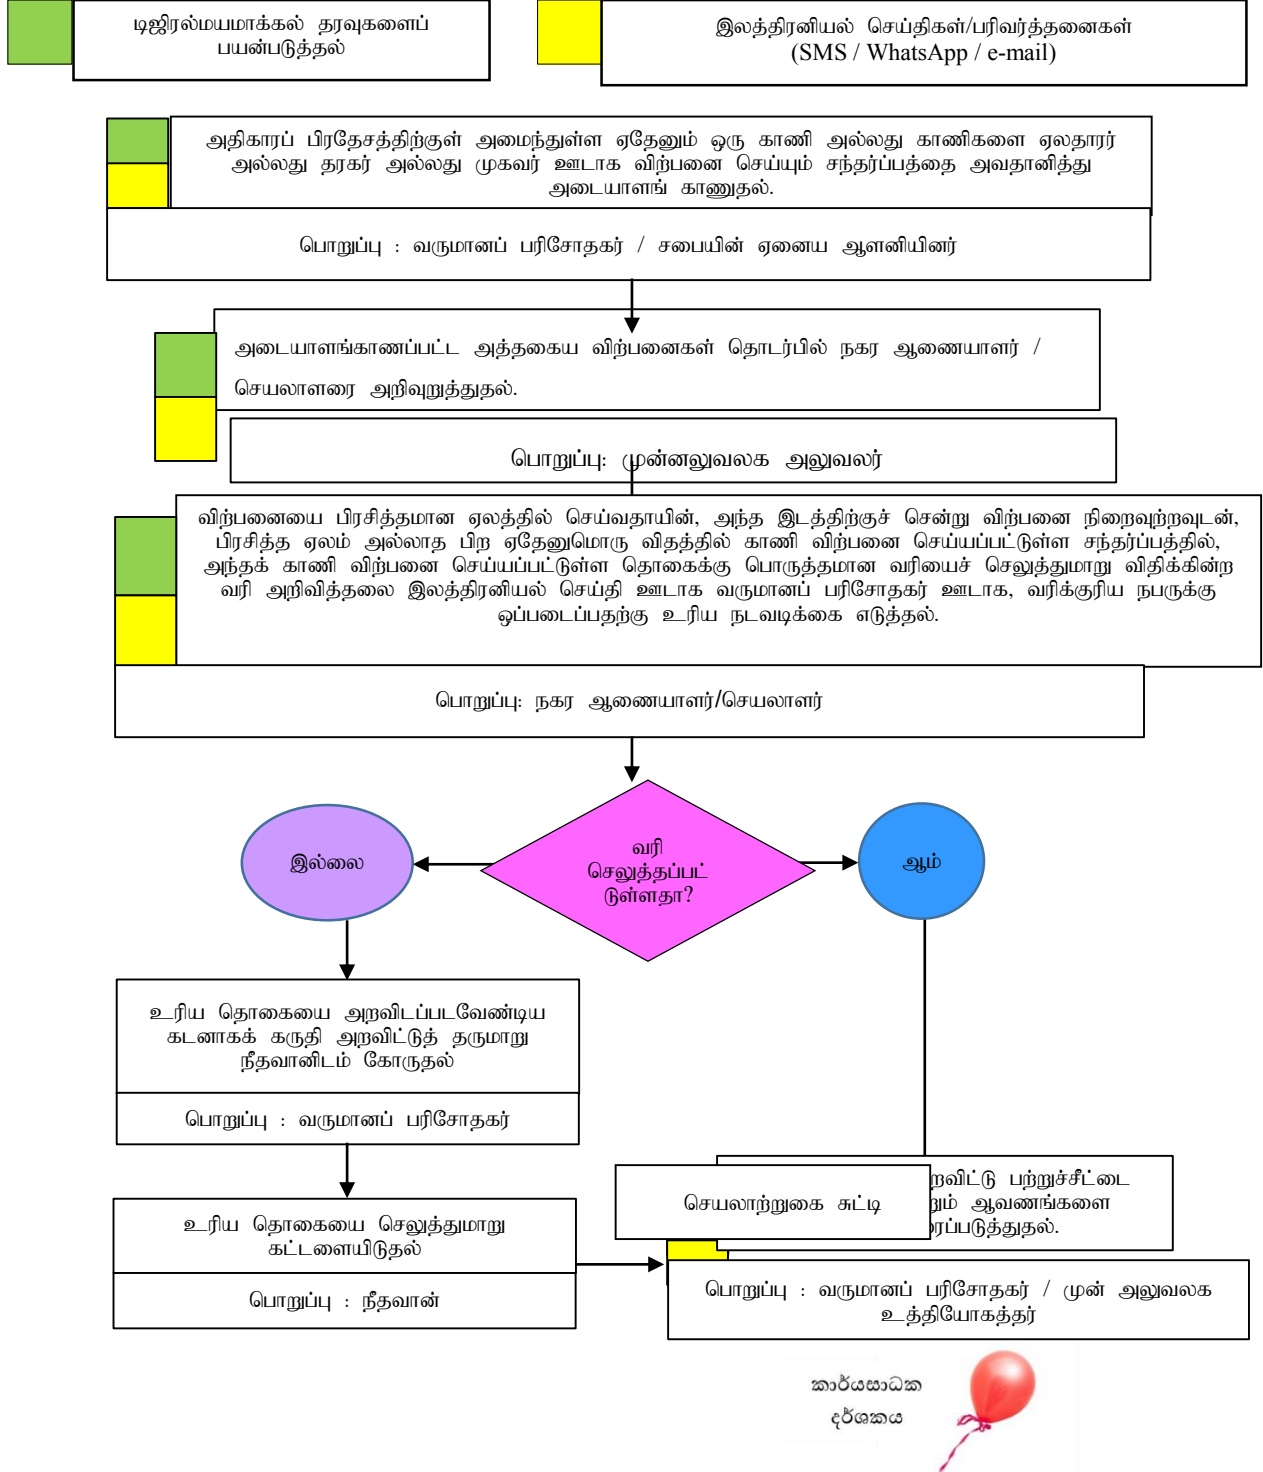 டிஜிரல்மயமாக்கல் தரவுகளைப்
பயன்படுத்தல்
இலத்திரனியல் செய்திகள்/பரிவர்த்தனைகள்
(SMS / WhatsApp / e-mail)
அதிகாரப் பிரதேசத்திற்குள் அமைந்துள்ள ஏதேனும் ஒரு காணி அல்லது காணிகளை ஏலதாரர்
அல்லது தரகர் அல்லது முகவர் ஊடாக விற்பனை செய்யும் சந்தர்ப்பத்தை அவதானித்து
அடையாளங் காணுதல்.
பொறுப்பு : வருமானப் பரிசோதகர் / சபையின் ஏனைய ஆளனியினர்
அடையாளங்காணப்பட்ட அத்தகைய விற்பனைகள் தொடர்பில் நகர ஆணையாளர் /
செயலாளரை அறிவுறுத்துதல்.
பொறுப்பு: முன்னலுவலக அலுவலர்
விற்பனையை பிரசித்தமான ஏலத்தில் செய்வதாயின், அந்த இடத்திற்குச் சென்று விற்பனை நிறைவுற்றவுடன்,
பிரசித்த ஏலம் அல்லாத பிற ஏதேனுமொரு விதத்தில் காணி விற்பனை செய்யப்பட்டுள்ள சந்தர்ப்பத்தில்,
அந்தக் காணி விற்பனை செய்யப்பட்டுள்ள தொகைக்கு பொருத்தமான வரியைச் செலுத்துமாறு விதிக்கின்ற
வரி அறிவித்தலை இலத்திரனியல் செய்தி ஊடாக வருமானப் பரிசோதகர் ஊடாக, வரிக்குரிய நபருக்கு
ஒப்படைப்பதற்கு உரிய நடவடிக்கை எடுத்தல்.
பொறுப்பு: நகர ஆணையாளர்/செயலாளர்
வரி
செலுத்தப்பட்
டுள்ளதா?
இல்லை
ஆம்
உரிய தொகையை அறவிடப்படவேண்டிய
கடனாகக் கருதி அறவிட்டுத் தருமாறு
நீதவானிடம் கோருதல்
பொறுப்பு : வருமானப் பரிசோதகர்
உரிய தொகையை செலுத்துமாறு
கட்டளையிடுதல்
பொறுப்பு : நீதவான்
செயலாற்றுகை சுட்டி
றவிட்டு பற்றுச்சீட்டை
றும் ஆவணங்களை
ரைப்படுத்துதல்.
பொறுப்பு : வருமானப் பரிசோதகர் / முன் அலுவலக
உத்தியோகத்தர்
කාර්යසාධක
දර්ශකය